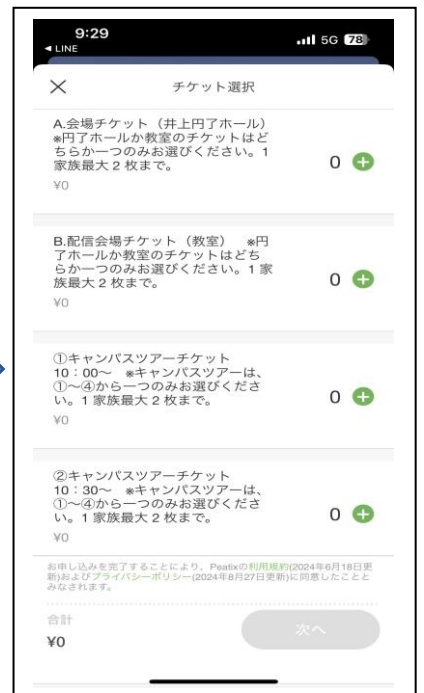 9:29
5G 78
◀ LINE
× チケット選択
A.会場チケット（井上円了ホール）
※円了ホールか教室のチケットはど
ちらか一つのみお選びください。1
家族最大２枚まで。
0 +
¥0
B.配信会場チケット（教室）　※円
了ホールか教室のチケットはどち
らか一つのみお選びください。1 家
族最大２枚まで。
0 +
¥0
①キャンパスツアーチケット
10：00〜　※キャンパスツアーは、
①〜④から一つのみお選びくださ
い。1 家族最大２枚まで。
0 +
¥0
②キャンパスツアーチケット
10：30〜　※キャンパスツアーは、
①〜④から一つのみお選びくださ
い。1 家族最大２枚まで。
0 +
¥0
お申し込みを完了することにより、Peatixの利用規約(2024年6月18日更
新)およびプライバシーポリシー(2024年8月27日更新)に同意したことと
みなされます。
合計
¥0
次へ